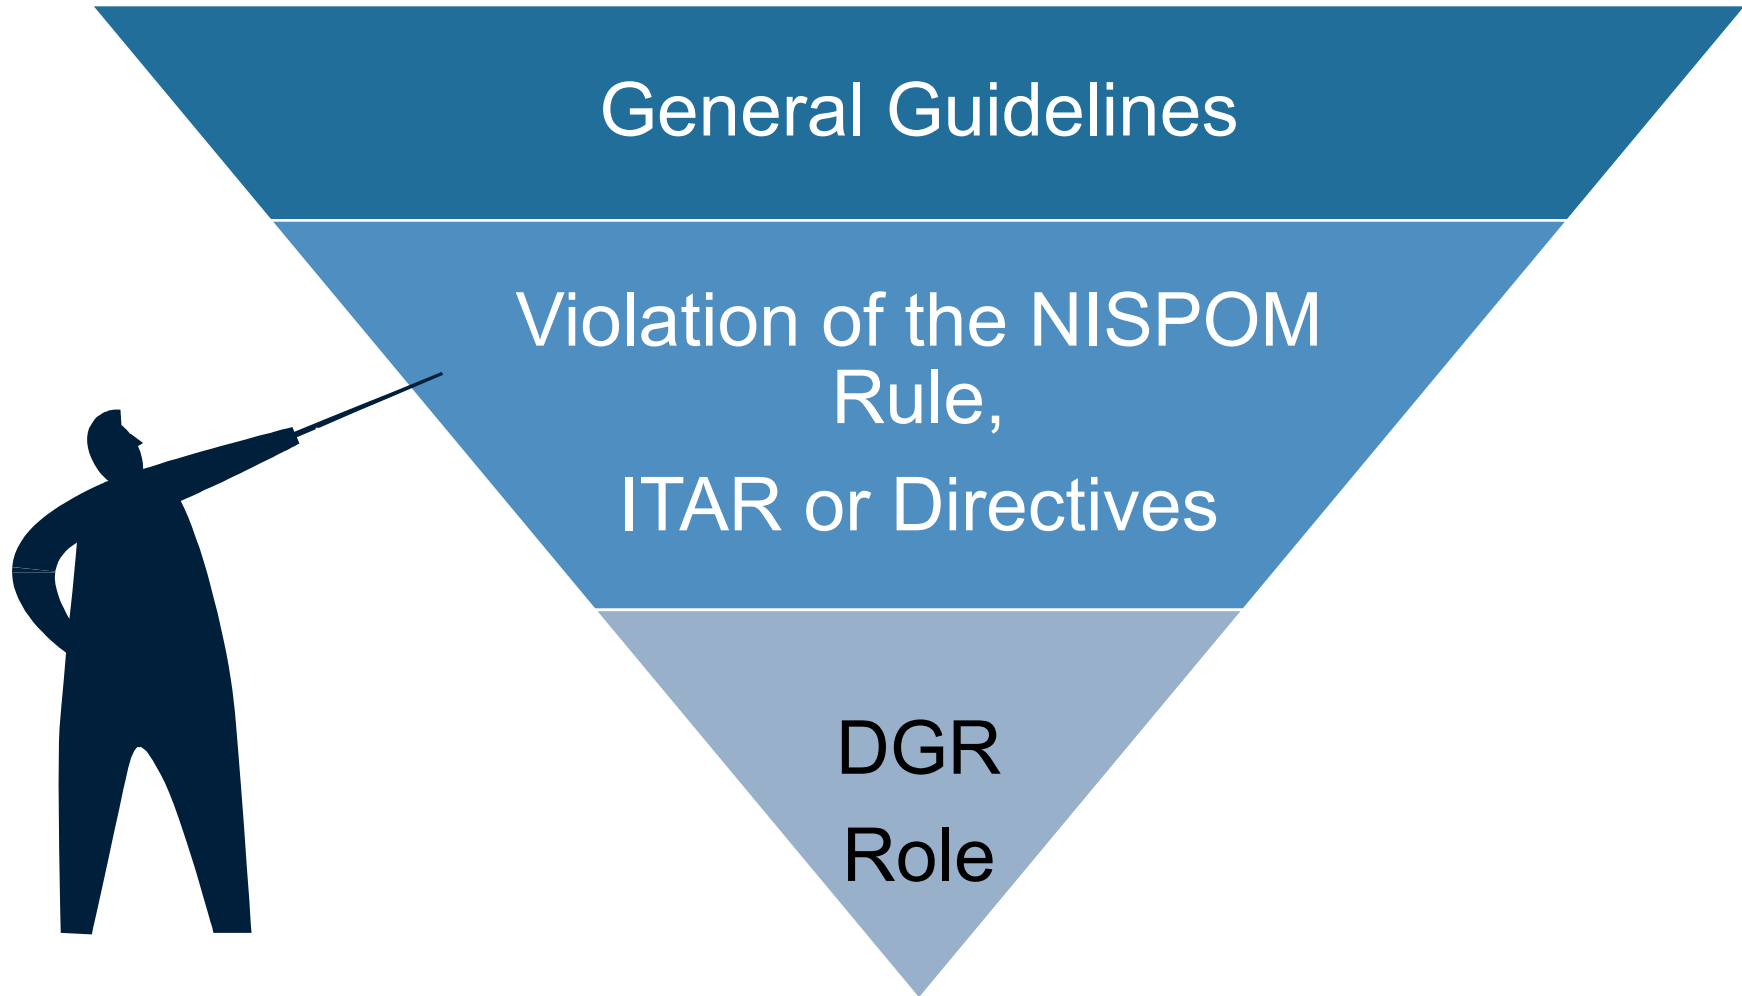 General Guidelines
Violation of the NISPOM
Rule,
ITAR or Directives
DGR
Role